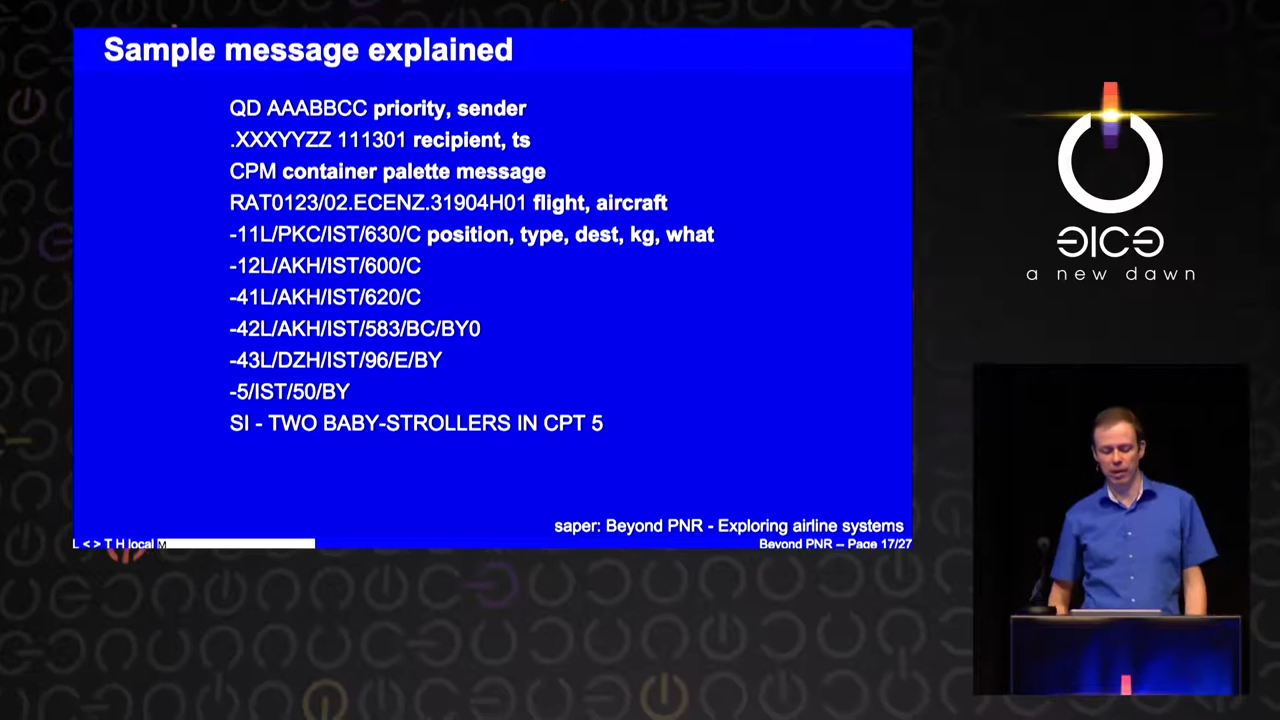 Sample message explained
QD AAABBCC priority, sender
.XXXYYZZ 111301 recipient, ts
CPM container palette message
RAT0123/02.ECENZ.31904H01 flight, aircraft
-11L/PKC/IST/630/C position, type, dest, kg, what
-12L/AKH/IST/600/C
-41L/AKH/IST/620/C
-42L/AKH/IST/583/BC/BY0
-43L/DZH/IST/96/E/BY
-5/IST/50/BY
SI - TWO BABY-STROLLERS IN CPT 5
saper: Beyond PNR - Exploring airline systems
L < > T H local M
Beyond PNR -- Page 17/27
a new dawn